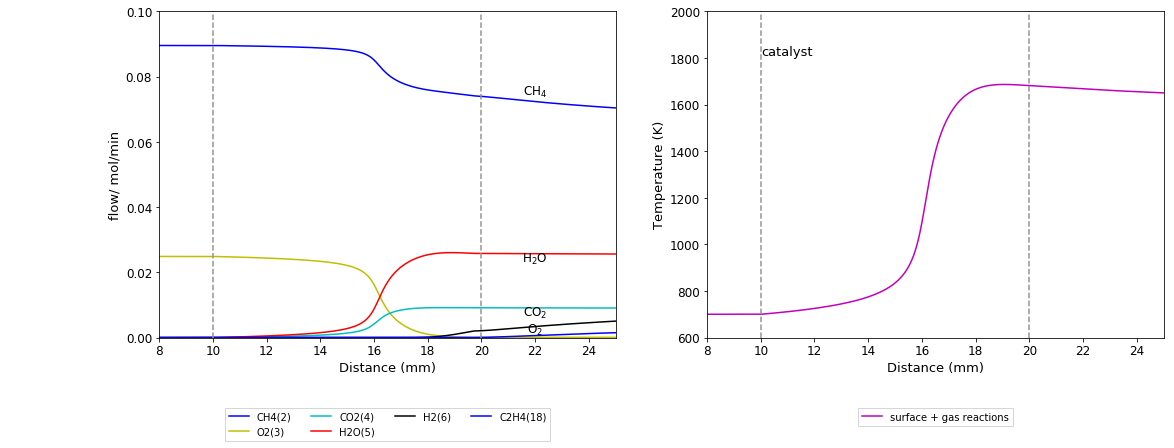 0.10
0.08
0.06
0.04
0.02
0.00
flow/ mol/min
8 10 12 14 16 18 20 22 24
Distance (mm)
CH₄
H₂O
CO₂
O₂
CH4(2) CO2(4) H2(6) C2H4(18)
O2(3) H2O(5)
2000
1800
1600
1400
1200
1000
800
600
Temperature (K)
catalyst
8 10 12 14 16 18 20 22 24
Distance (mm)
surface + gas reactions